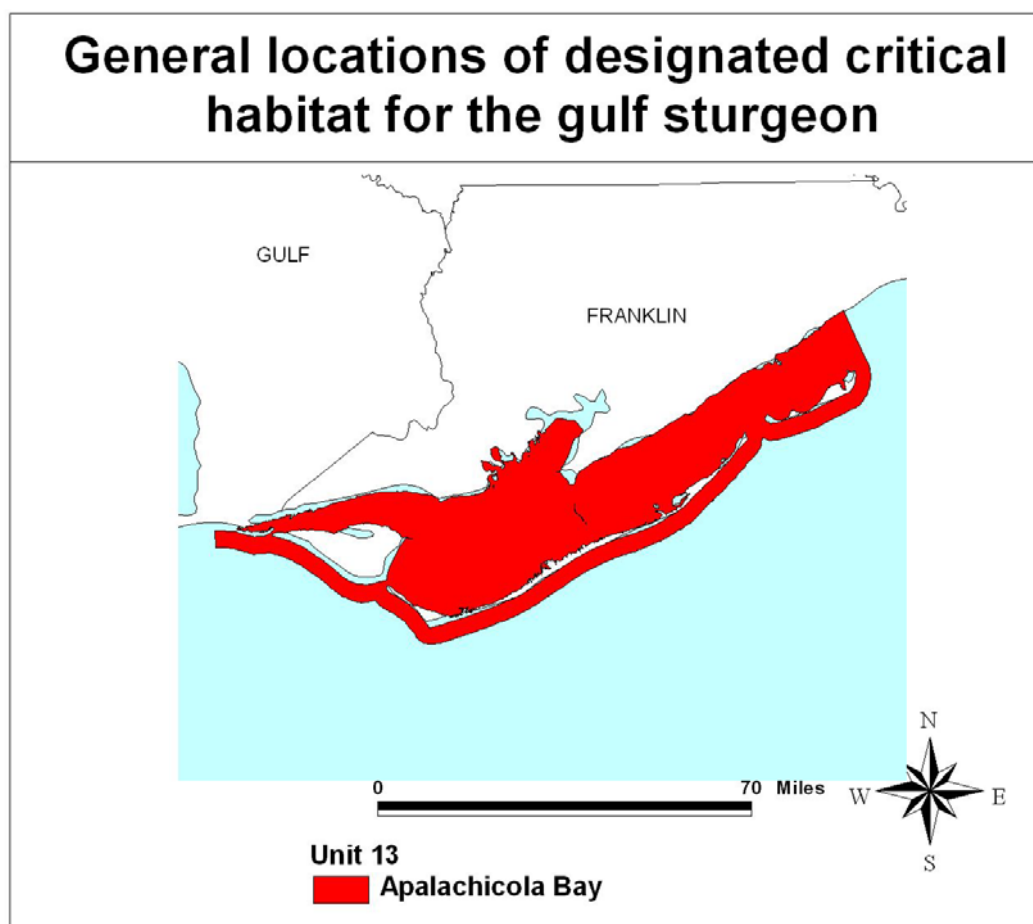 General locations of designated critical
habitat for the gulf sturgeon
GULF
FRANKLIN
N
W E
S
0 70 Miles
Unit 13
Apalachicola Bay